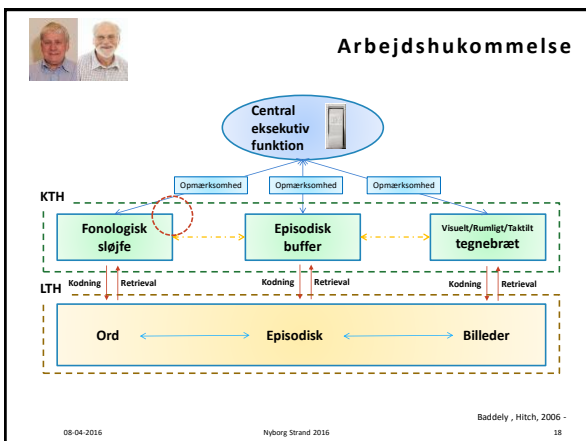 Arbejdshukommelse
Central
eksekutiv
funktion
Opmærksomhed Opmærksomhed Opmærksomhed
KTH
Fonologisk
sløjfe
Episodisk
buffer
Visuelt/Rumligt/Taktilt
tegnebræt
Kodning Retrieval Kodning Retrieval Kodning Retrieval
LTH
Ord Episodisk Billeder
Baddely , Hitch, 2006 -
08-04-2016 Nyborg Strand 2016 18